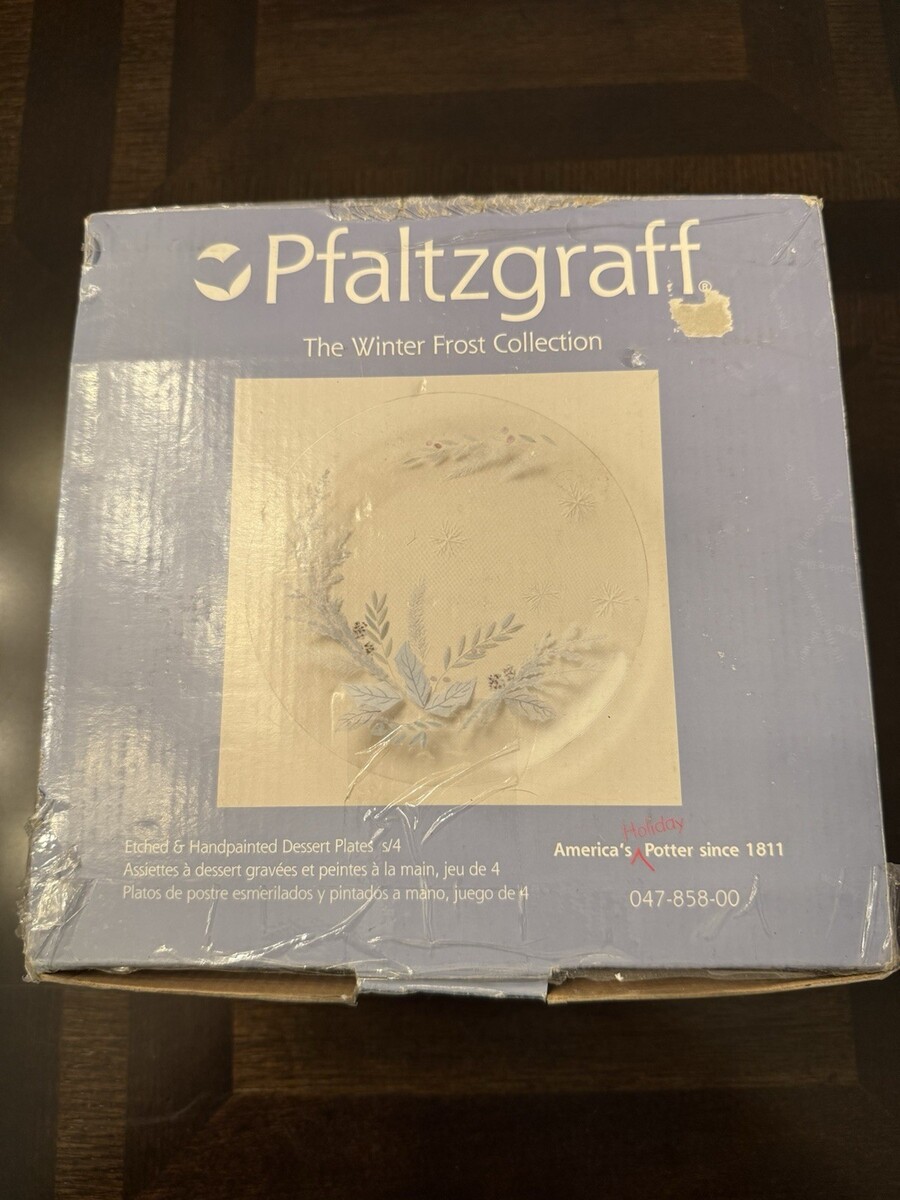 Pfaltzgraff®
The Winter Frost Collection
Etched & Handpainted Dessert Plates s/4
Assiettes à dessert gravées et peintes à la main, jeu de 4
Platos de postre esmerilados y pintados a mano, juego de 4
Holiday
America's ^ Potter since 1811
047-858-00